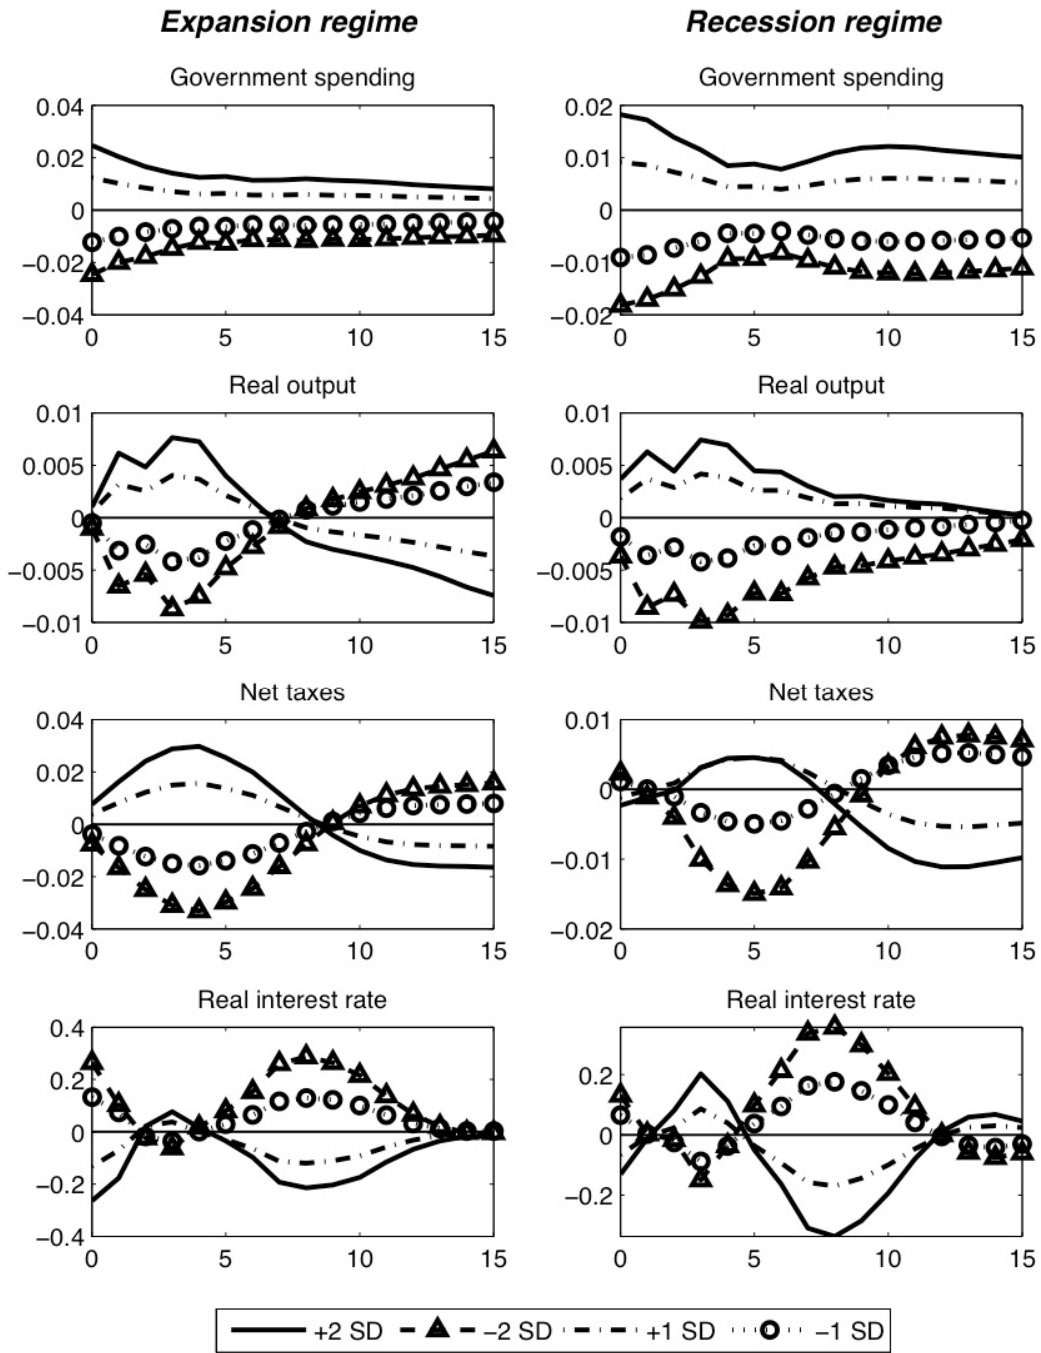 Expansion regime Recession regime
Government spending Government spending
0.04 0.02
0.02 0.01
0 0
−0.02 −0.01
−0.04 −0.02
0 5 10 15 0 5 10 15
Real output Real output
0.01 0.01
0.005 0.005
0 0
−0.005 −0.005
−0.01 −0.01
0 5 10 15 0 5 10 15
Net taxes Net taxes
0.04 0.01
0.02
0 0
−0.02 −0.01
−0.04 −0.02
0 5 10 15 0 5 10 15
Real interest rate Real interest rate
0.4
0.2 0.2
0 0
−0.2 −0.2
−0.4
0 5 10 15 0 5 10 15
+2 SD −2 SD +1 SD −1 SD